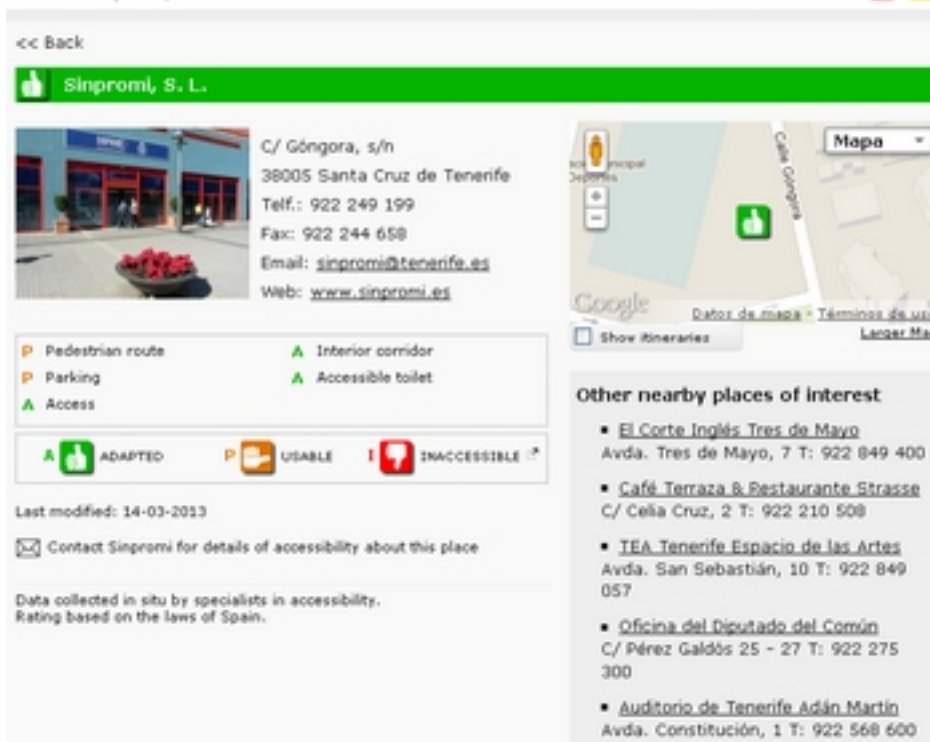 << Back
Sinpromi, S. L.
C/ Góngora, s/n
38005 Santa Cruz de Tenerife
Telf.: 922 249 199
Fax: 922 244 658
Email: sinpromi@tenerife.es
Web: www.sinpromi.es
P Pedestrian route
P Parking
A Access
A Interior corridor
A Accessible toilet
A ADAPTED
P USABLE
I INACCESSIBLE
Last modified: 14-03-2013
Contact Sinpromi for details of accessibility about this place
Data collected in situ by specialists in accessibility.
Rating based on the laws of Spain.
Mapa
Calle Góngora
+
-
Google
Datos de mapa - Términos de us
Show itineraries
Larger Ma
Other nearby places of interest
▪ El Corte Inglés Tres de Mayo
Avda. Tres de Mayo, 7 T: 922 849 400
▪ Café Terraza & Restaurante Strasse
C/ Celia Cruz, 2 T: 922 210 508
▪ TEA Tenerife Espacio de las Artes
Avda. San Sebastián, 10 T: 922 849
057
▪ Oficina del Diputado del Común
C/ Pérez Galdós 25 - 27 T: 922 275
300
▪ Auditorio de Tenerife Adán Martín
Avda. Constitución, 1 T: 922 568 600